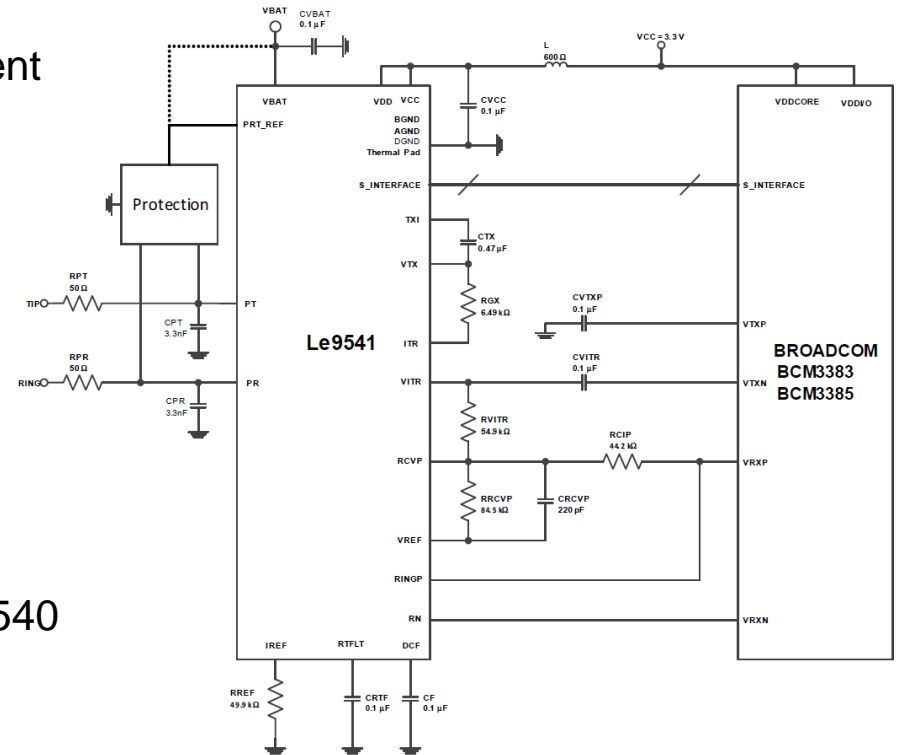 ent
540
VBAT
CVBAT
0.1 µF
L
600 Ω
VCC = 3.3 V
VBAT
VDD
VCC
CVCC
0.1 µF
VDDCORE
VDDI/O
PRT_REF
BGND
AGND
DGND
Thermal Pad
Protection
S_INTERFACE
S_INTERFACE
TXI
CTX
0.47 µF
VTX
RGX
6.49 kΩ
ITR
RPT
50 Ω
TIP
PT
CPT
3.3nF
RPR
50 Ω
RING
PR
CPR
3.3nF
Le9541
CVTXP
0.1 µF
VTXP
CVITR
0.1 µF
VITR
VTXN
BROADCOM
BCM3383
BCM3385
RVITR
54.9 kΩ
RCIP
44.2 kΩ
RCVP
VRXP
RRCVP
84.5 kΩ
CRCVP
220 pF
VREF
RINGP
RN
VRXN
IREF
RTFLT
DCF
RREF
49.9 kΩ
CRTF
0.1 µF
CF
0.1 µF